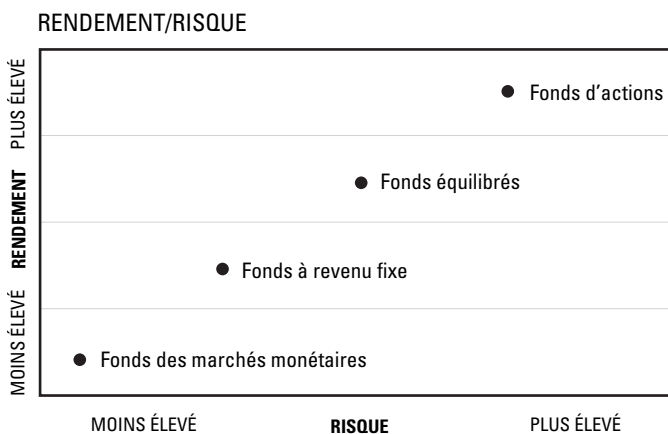 RENDEMENT/RISQUE
PLUS ÉLEVÉ
RENDEMENT
MOINS ÉLEVÉ
Fonds d’actions
Fonds équilibrés
Fonds à revenu fixe
Fonds des marchés monétaires
MOINS ÉLEVÉ
RISQUE
PLUS ÉLEVÉ